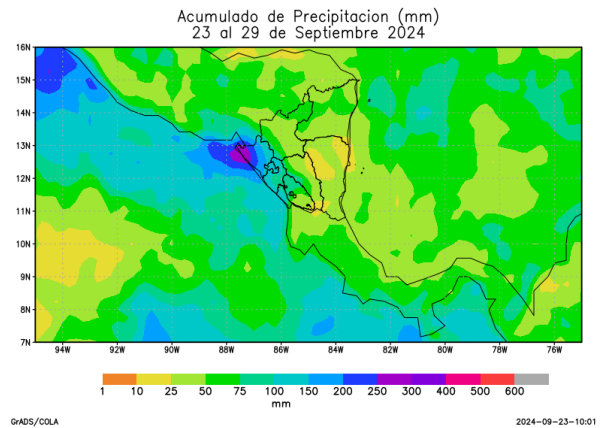 Acumulado de Precipitacion (mm)
23 al 29 de Septiembre 2024
16N
15N
14N
13N
12N
11N
10N
9N
8N
7N
94W 92W 90W 88W 86W 84W 82W 80W 78W 76W
1 10 25 50 75 100 150 200 250 300 400 500 600
mm
GrADS/COLA 2024-09-23-10:01